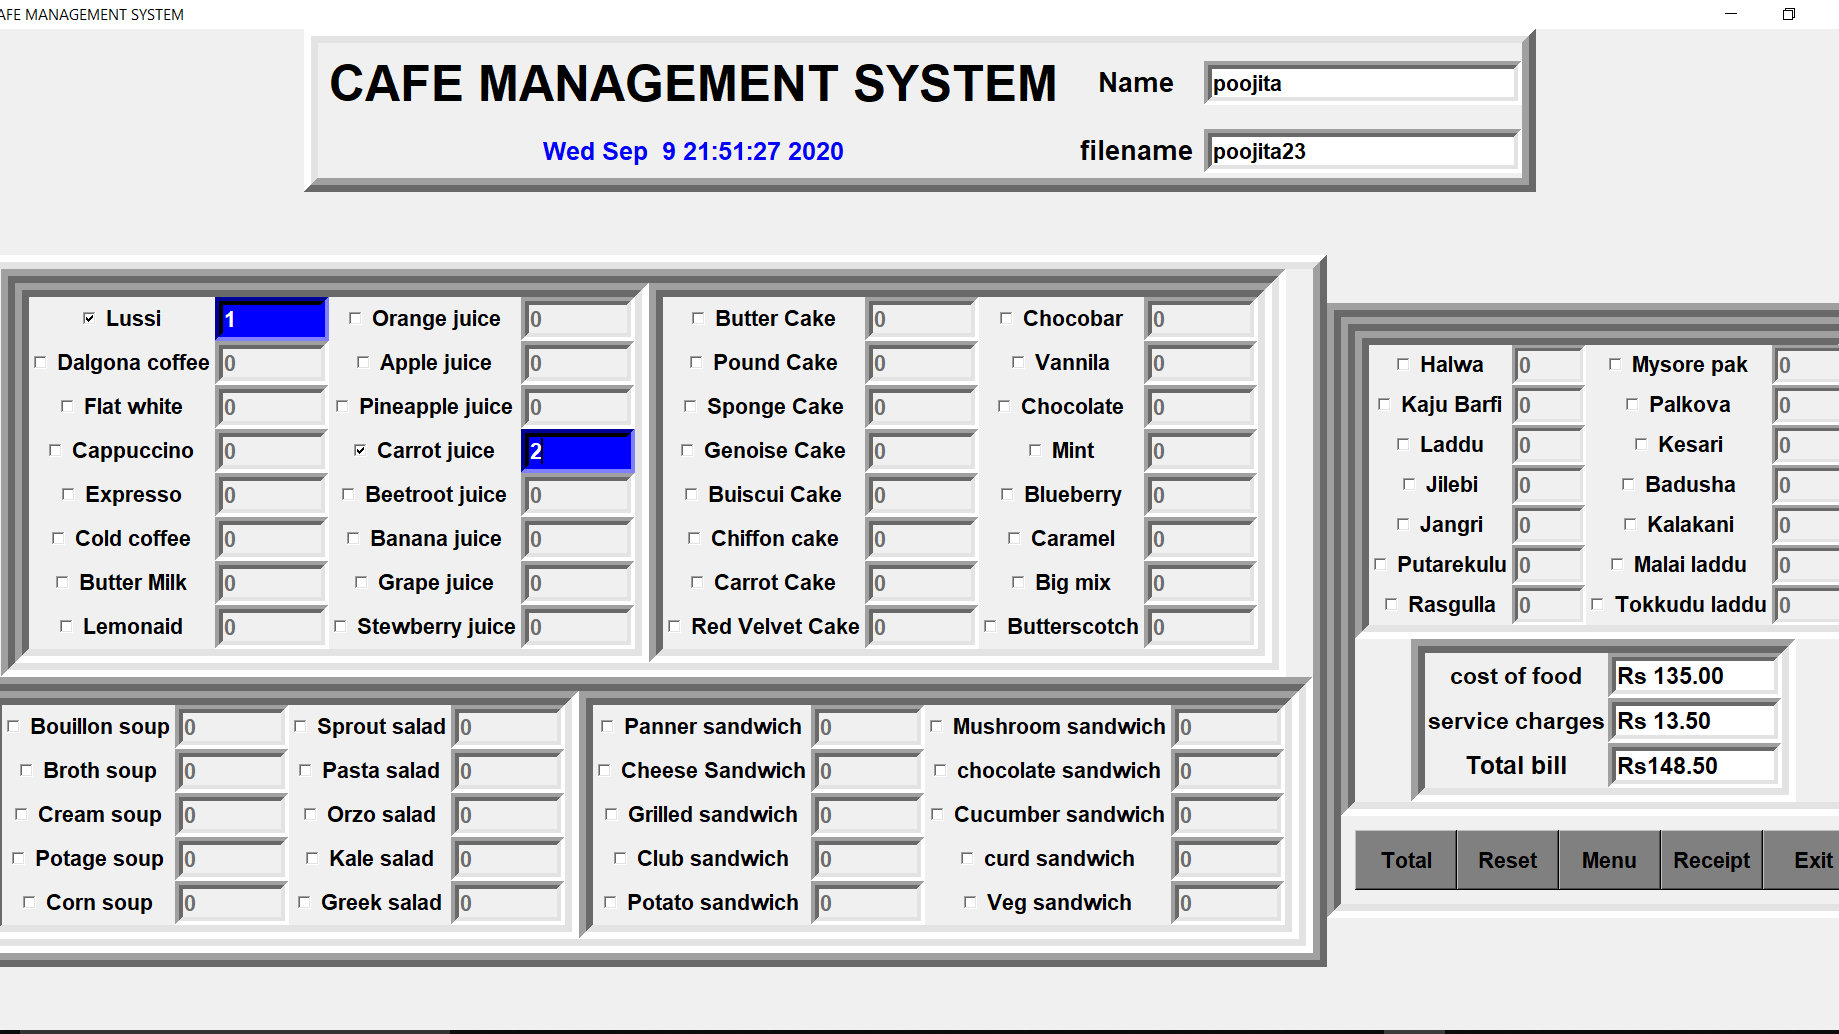 AFE MANAGEMENT SYSTEM
CAFE MANAGEMENT SYSTEM Name poojita
Wed Sep  9 21:51:27 2020 filename poojita23
Lussi 1 Orange juice 0 Butter Cake 0 Chocobar 0
Dalgona coffee 0 Apple juice 0 Pound Cake 0 Vannila 0
Flat white 0 Pineapple juice 0 Sponge Cake 0 Chocolate 0
Cappuccino 0 Carrot juice 2 Genoise Cake 0 Mint 0
Expresso 0 Beetroot juice 0 Buiscui Cake 0 Blueberry 0
Cold coffee 0 Banana juice 0 Chiffon cake 0 Caramel 0
Butter Milk 0 Grape juice 0 Carrot Cake 0 Big mix 0
Lemonaid 0 Stewberry juice 0 Red Velvet Cake 0 Butterscotch 0
Halwa 0 Mysore pak 0
Kaju Barfi 0 Palkova 0
Laddu 0 Kesari 0
Jilebi 0 Badusha 0
Jangri 0 Kalakani 0
Putarekulu 0 Malai laddu 0
Rasgulla 0 Tokkudu laddu 0
Bouillon soup 0 Sprout salad 0 Panner sandwich 0 Mushroom sandwich 0
Broth soup 0 Pasta salad 0 Cheese Sandwich 0 chocolate sandwich 0
Cream soup 0 Orzo salad 0 Grilled sandwich 0 Cucumber sandwich 0
Potage soup 0 Kale salad 0 Club sandwich 0 curd sandwich 0
Corn soup 0 Greek salad 0 Potato sandwich 0 Veg sandwich 0
cost of food Rs 135.00
service charges Rs 13.50
Total bill Rs148.50
Total Reset Menu Receipt Exit